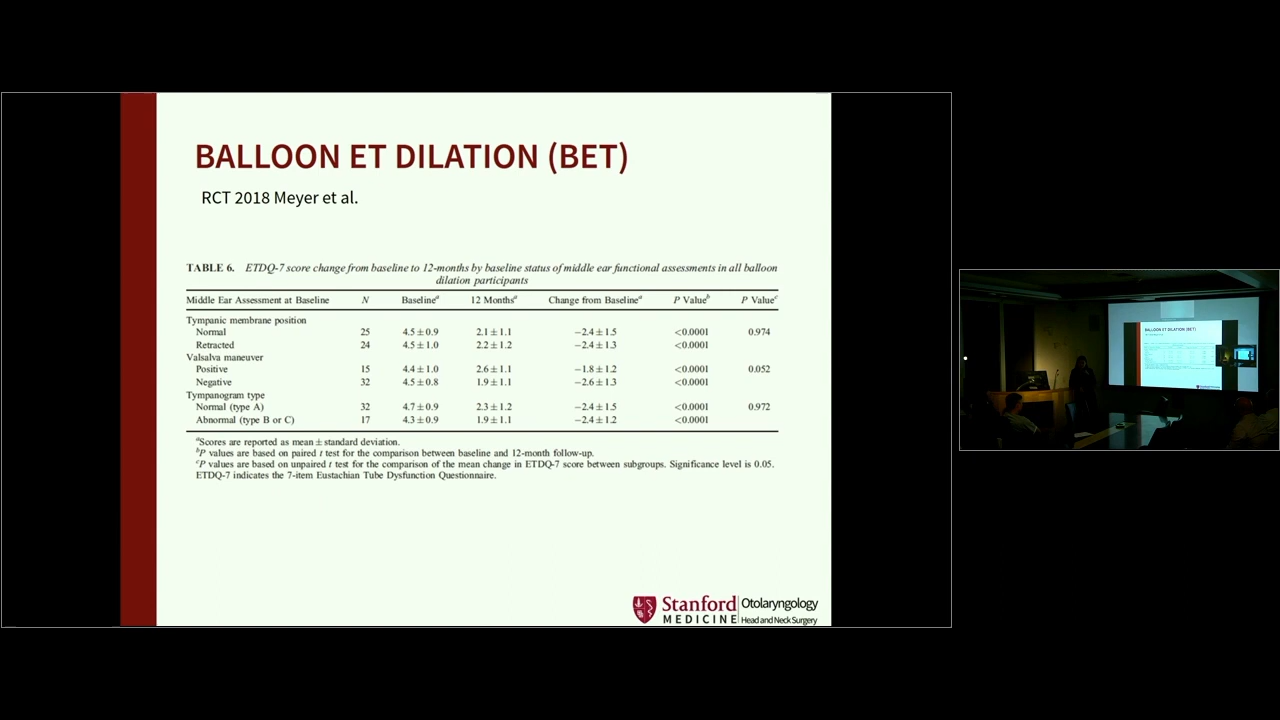 BALLOON ET DILATION (BET)
RCT 2018 Meyer et al.
TABLE 6. ETDQ-7 score change from baseline to 12-months by baseline status of middle ear functional assessments in all balloon
dilation participants
Middle Ear Assessment at Baseline N Baselineᵃ 12 Monthsᵃ Change from Baselineᵃ P Valueᵇ P Valueᶜ
Tympanic membrane position
Normal 25 4.5 ± 0.9 2.1 ± 1.1 −2.4 ± 1.5 <0.0001 0.974
Retracted 24 4.5 ± 1.0 2.2 ± 1.2 −2.4 ± 1.3 <0.0001
Valsalva maneuver
Positive 15 4.4 ± 1.0 2.6 ± 1.1 −1.8 ± 1.2 <0.0001 0.052
Negative 32 4.5 ± 0.8 1.9 ± 1.1 −2.6 ± 1.3 <0.0001
Tympanogram type
Normal (type A) 32 4.7 ± 0.9 2.3 ± 1.2 −2.4 ± 1.5 <0.0001 0.972
Abnormal (type B or C) 17 4.3 ± 0.9 1.9 ± 1.1 −2.4 ± 1.2 <0.0001
ᵃScores are reported as mean ± standard deviation.
ᵇP values are based on paired t test for the comparison between baseline and 12-month follow-up.
ᶜP values are based on unpaired t test for the comparison of the mean change in ETDQ-7 score between subgroups. Significance level is 0.05.
ETDQ-7 indicates the 7-item Eustachian Tube Dysfunction Questionnaire.
Stanford MEDICINE
Otolaryngology
Head and Neck Surgery
BALLOON ET DILATION (BET)